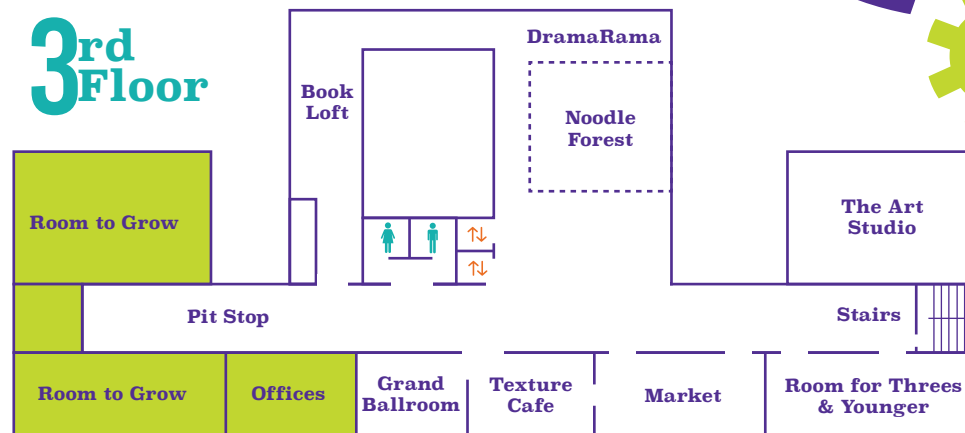 3rd
Floor
DramaRama
Book
Loft
Noodle
Forest
Room to Grow
The Art
Studio
Pit Stop
Stairs
Room to Grow
Offices
Grand
Ballroom
Texture
Cafe
Market
Room for Threes
& Younger